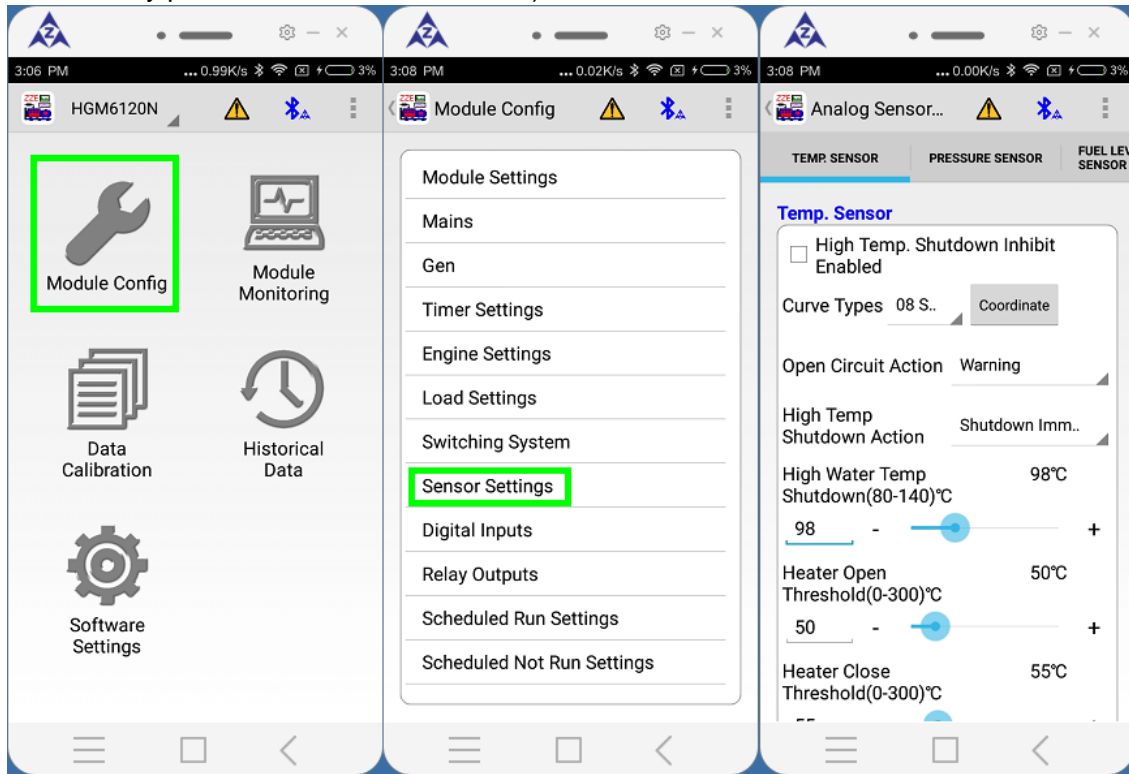 3:06 PM ... 0.99K/s 3%
HGM6120N
Module Config
Module
Monitoring
Data
Calibration
Historical
Data
Software
Settings
3:08 PM ... 0.02K/s 3%
Module Config
Module Settings
Mains
Gen
Timer Settings
Engine Settings
Load Settings
Switching System
Sensor Settings
Digital Inputs
Relay Outputs
Scheduled Run Settings
Scheduled Not Run Settings
3:08 PM ... 0.00K/s 3%
Analog Sensor...
TEMP. SENSOR PRESSURE SENSOR FUEL LEV
SENSOR
Temp. Sensor
High Temp. Shutdown Inhibit
Enabled
Curve Types 08 S.. Coordinate
Open Circuit Action Warning
High Temp
Shutdown Action Shutdown Imm..
High Water Temp 98℃
Shutdown(80-140)℃
98 - +
Heater Open 50℃
Threshold(0-300)℃
50 - +
Heater Close 55℃
Threshold(0-300)℃